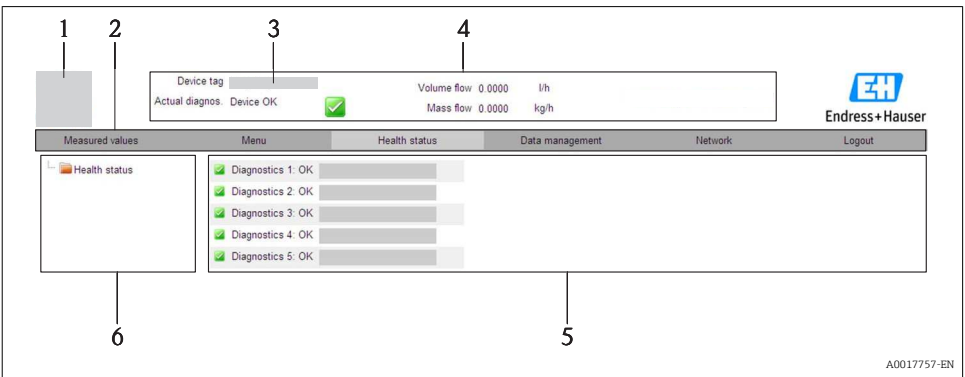 1 2 3 4
Device tag
Volume flow 0.0000 l/h
Actual diagnos. Device OK
Mass flow 0.0000 kg/h
EH
Endress+Hauser
Measured values Menu Health status Data management Network Logout
Health status
Diagnostics 1: OK
Diagnostics 2: OK
Diagnostics 3: OK
Diagnostics 4: OK
Diagnostics 5: OK
6 5
A0017757-EN